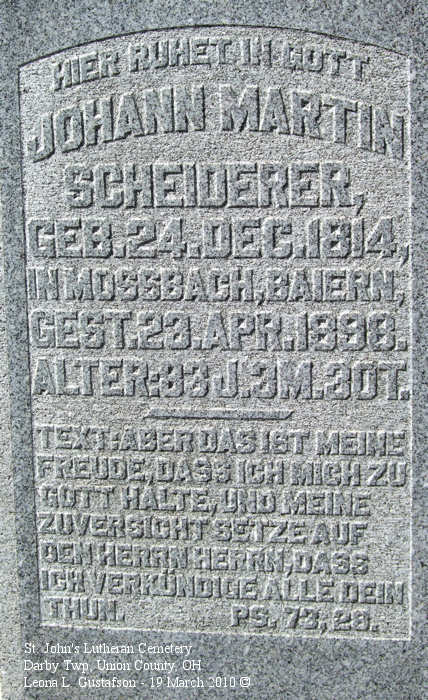 HIER RUHET IN GOTT
JOHANN MARTIN
SCHEIDERER,
GEB. 24. DEC. 1814,
IN MOSSBACH, BAIERN,
GEST. 23. APR. 1898.
ALTER: 83 J. 3 M. 30 T.
TEXT: ABER DAS IST MEINE
FREUDE, DASS ICH MICH ZU
GOTT HALTE, UND MEINE
ZUVERSICHT SETZE AUF
DEN HERRN HERRN, DASS
ICH VERKÜNDIGE ALLE DEIN
THUN. PS. 73, 28.
St. John's Lutheran Cemetery
Darby Twp, Union County, OH
Leona L. Gustafson - 19 March 2010 ©